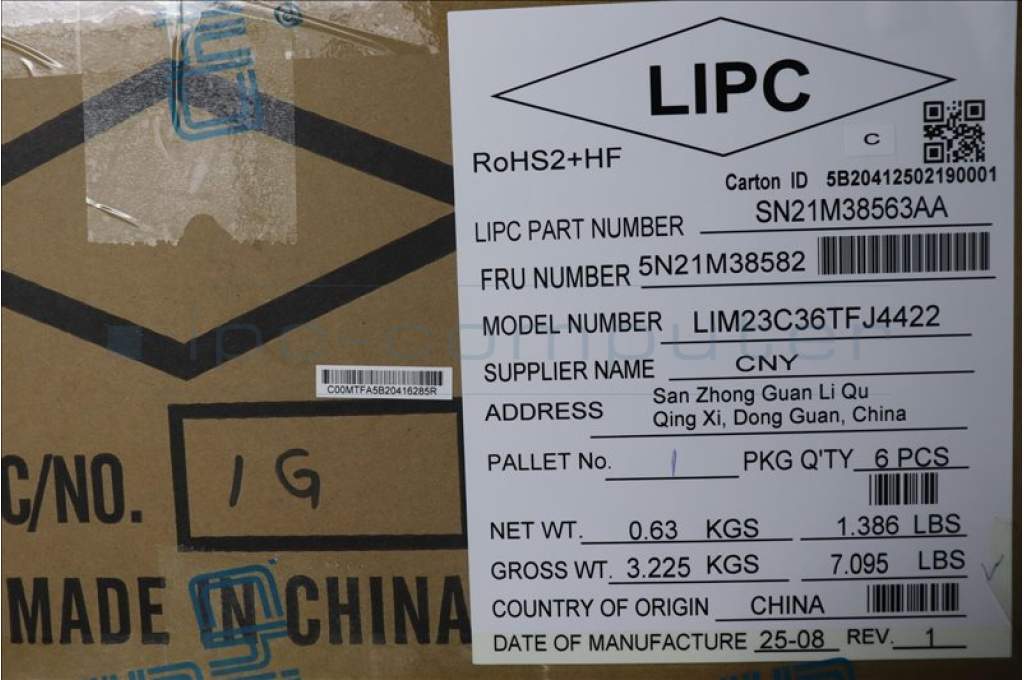 LIPC
C
RoHS2+HF
Carton ID 5B20412502190001
LIPC PART NUMBER SN21M38563AA
FRU NUMBER 5N21M38582
MODEL NUMBER LIM23C36TFJ4422
ipc-computer
SUPPLIER NAME CNY
C00MTFA5B20416285R
ADDRESS San Zhong Guan Li Qu
Qing Xi, Dong Guan, China
PALLET No. 1 PKG Q'TY 6 PCS
C/NO. 1G
NET WT. 0.63 KGS 1.386 LBS
GROSS WT. 3.225 KGS 7.095 LBS
COUNTRY OF ORIGIN CHINA
MADE IN CHINA
DATE OF MANUFACTURE 25-08 REV. 1